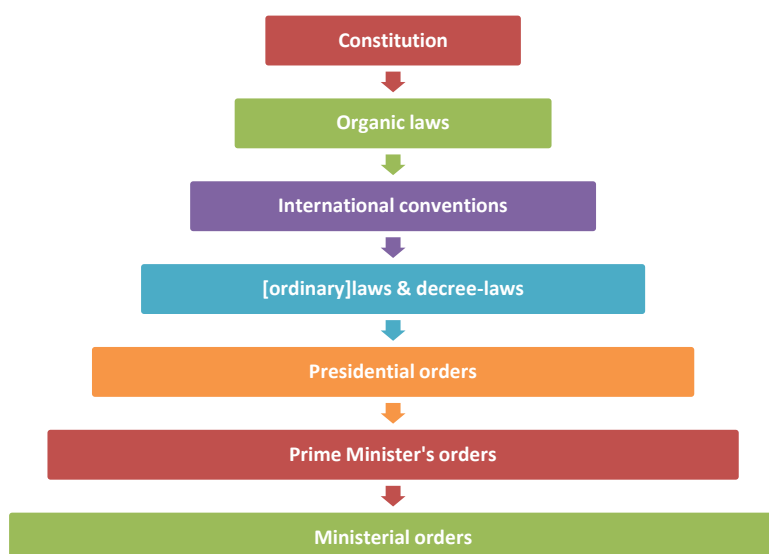 Constitution
Organic laws
International conventions
[ordinary]laws & decree-laws
Presidential orders
Prime Minister's orders
Ministerial orders